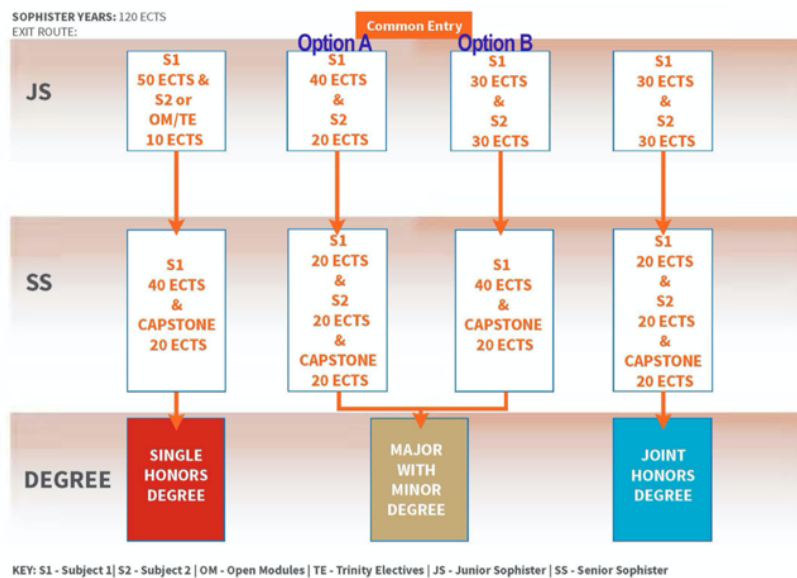 SOPHISTER YEARS: 120 ECTS
EXIT ROUTE:
Common Entry
Option A
Option B
JS
S1
50 ECTS &
S2 or
OM/TE
10 ECTS
S1
40 ECTS
&
S2
20 ECTS
S1
30 ECTS
&
S2
30 ECTS
S1
30 ECTS
&
S2
30 ECTS
SS
S1
40 ECTS
&
CAPSTONE
20 ECTS
S1
20 ECTS
&
S2
20 ECTS
&
CAPSTONE
20 ECTS
S1
40 ECTS
&
CAPSTONE
20 ECTS
S1
20 ECTS
&
S2
20 ECTS
&
CAPSTONE
20 ECTS
DEGREE
SINGLE
HONORS
DEGREE
MAJOR
WITH
MINOR
DEGREE
JOINT
HONORS
DEGREE
KEY: S1 - Subject 1| S2 - Subject 2 | OM - Open Modules | TE - Trinity Electives | JS - Junior Sophister | SS - Senior Sophister